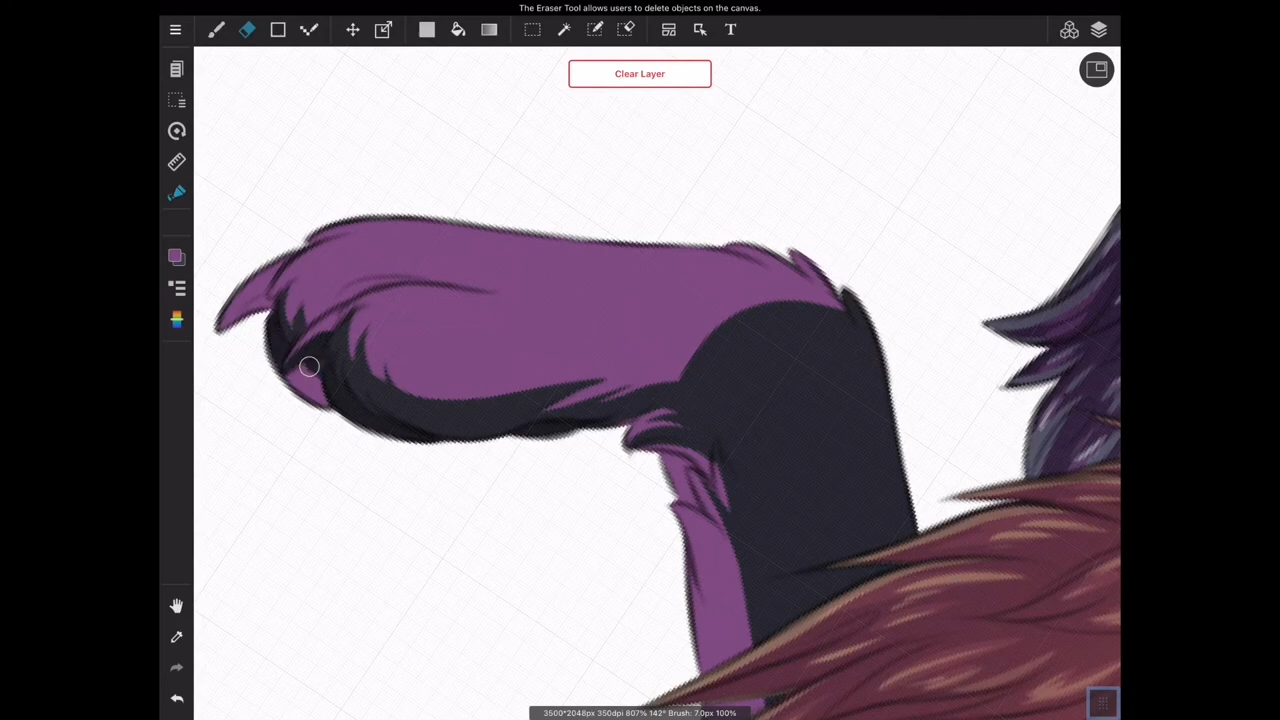 The Eraser Tool allows users to delete objects on the canvas.
T
Clear Layer
3500*2048px 350dpi 807% 142° Brush: 7.0px 100%